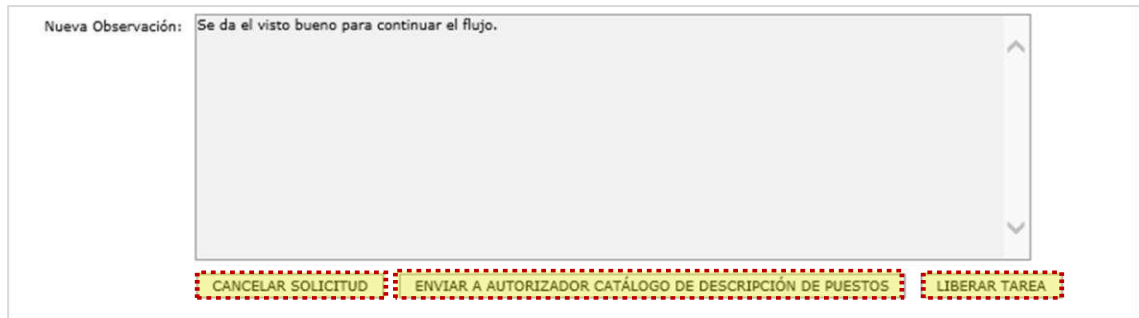 Nueva Observación: Se da el visto bueno para continuar el flujo.
CANCELAR SOLICITUD ENVIAR A AUTORIZADOR CATÁLOGO DE DESCRIPCIÓN DE PUESTOS LIBERAR TAREA